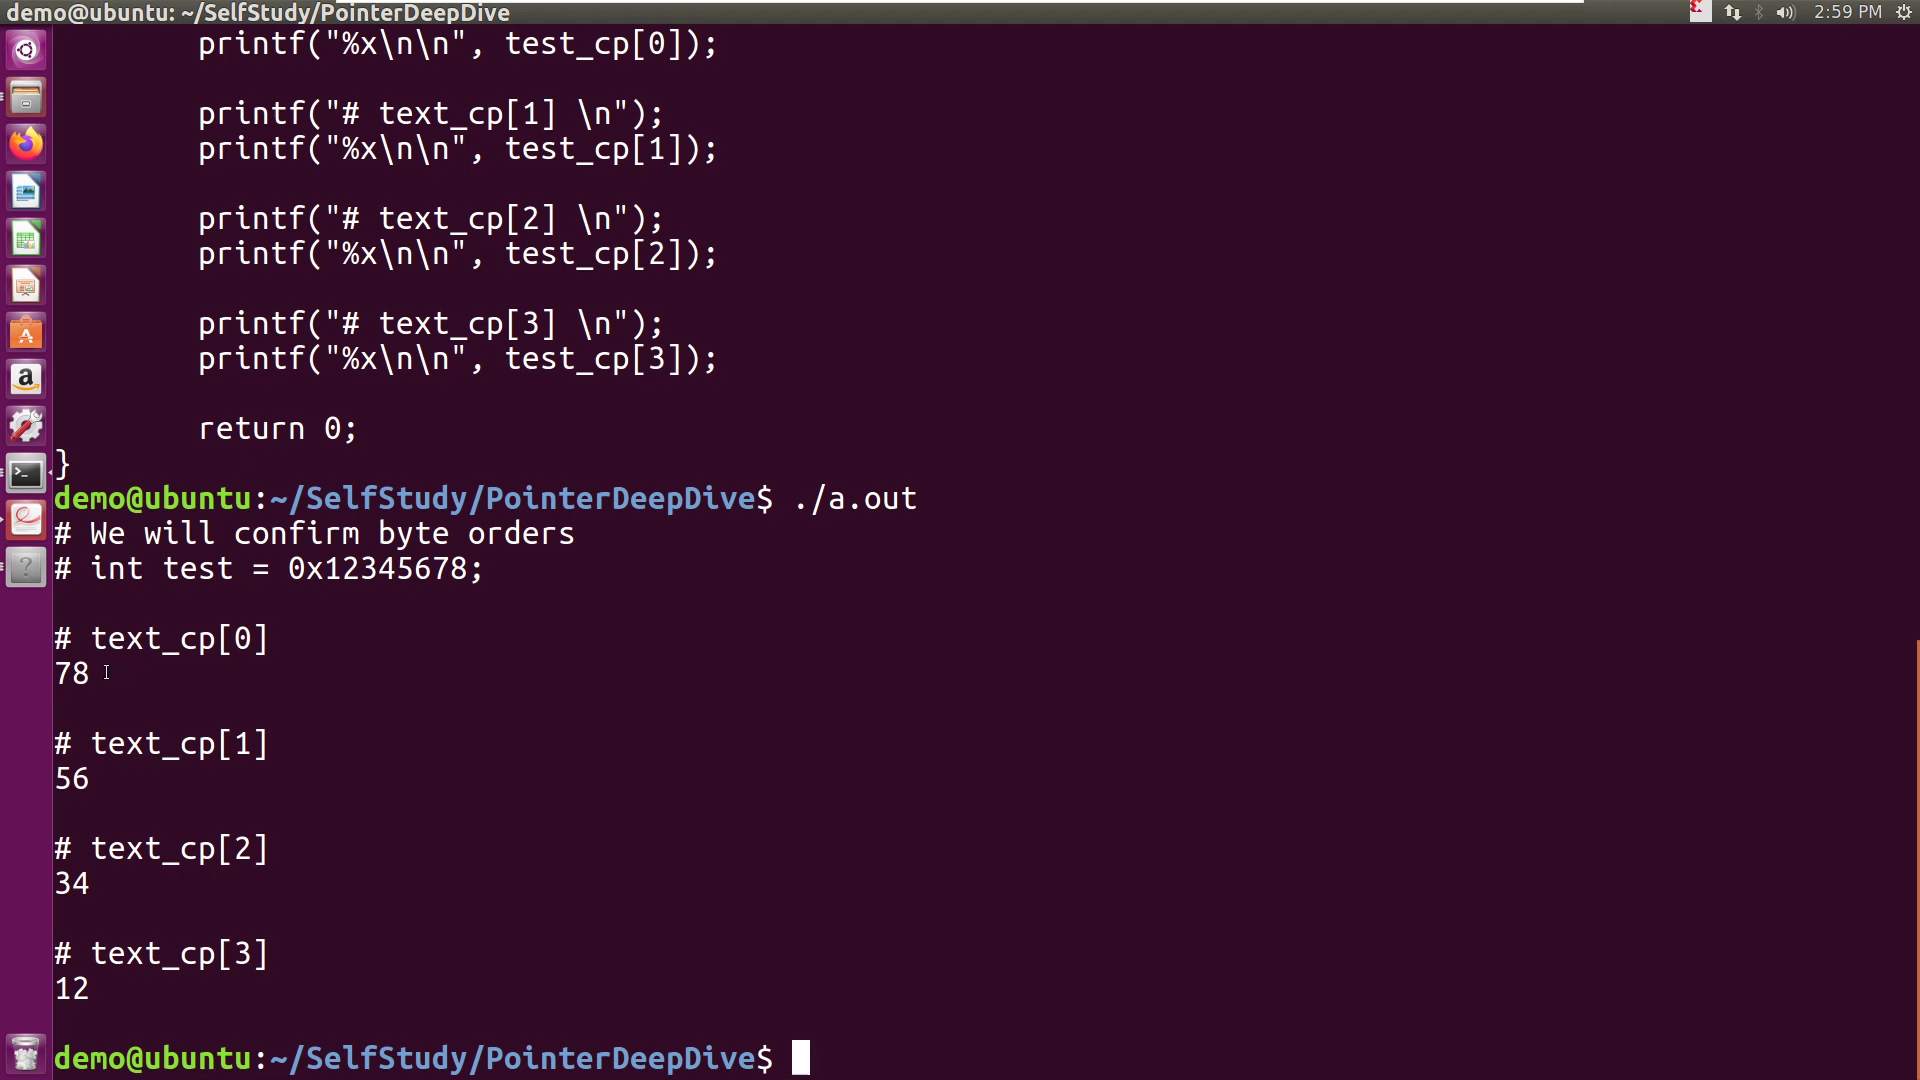 demo@ubuntu: ~/SelfStudy/PointerDeepDive
2:59 PM
printf("%x\n\n", test_cp[0]);
printf("# text_cp[1] \n");
printf("%x\n\n", test_cp[1]);
printf("# text_cp[2] \n");
printf("%x\n\n", test_cp[2]);
printf("# text_cp[3] \n");
printf("%x\n\n", test_cp[3]);
return 0;
}
demo@ubuntu:~/SelfStudy/PointerDeepDive$ ./a.out
# We will confirm byte orders
# int test = 0x12345678;
# text_cp[0]
78
# text_cp[1]
56
# text_cp[2]
34
# text_cp[3]
12
demo@ubuntu:~/SelfStudy/PointerDeepDive$